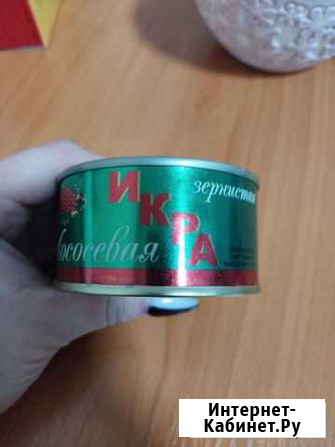 зернистая
ИКРА
лососевая
Интернет-
Кабинет.Ру